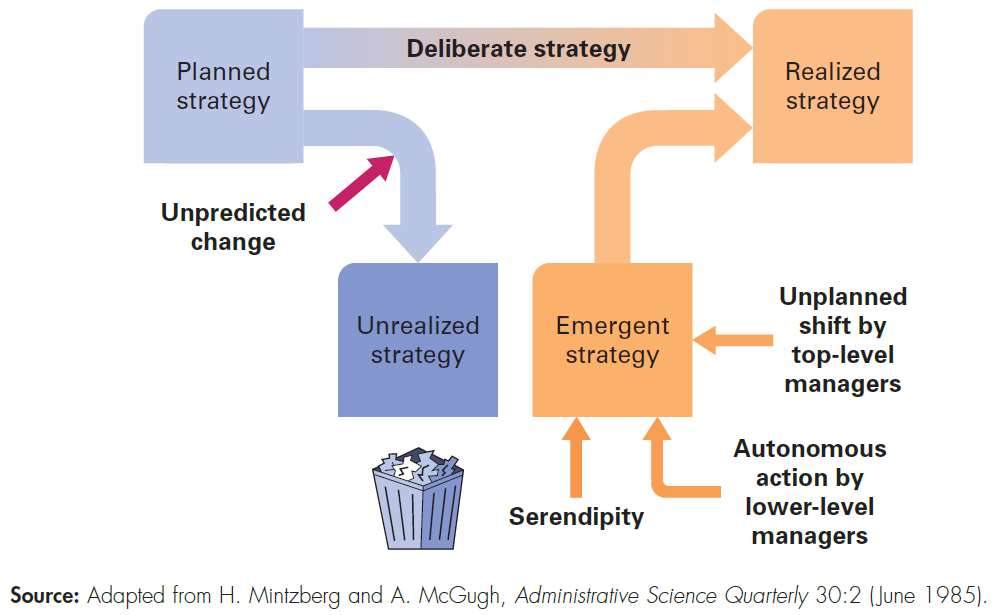 Planned
strategy
Deliberate strategy
Realized
strategy
Unpredicted
change
Unrealized
strategy
Emergent
strategy
Unplanned
shift by
top-level
managers
Serendipity
Autonomous
action by
lower-level
managers
Source: Adapted from H. Mintzberg and A. McGugh, Administrative Science Quarterly 30:2 (June 1985).